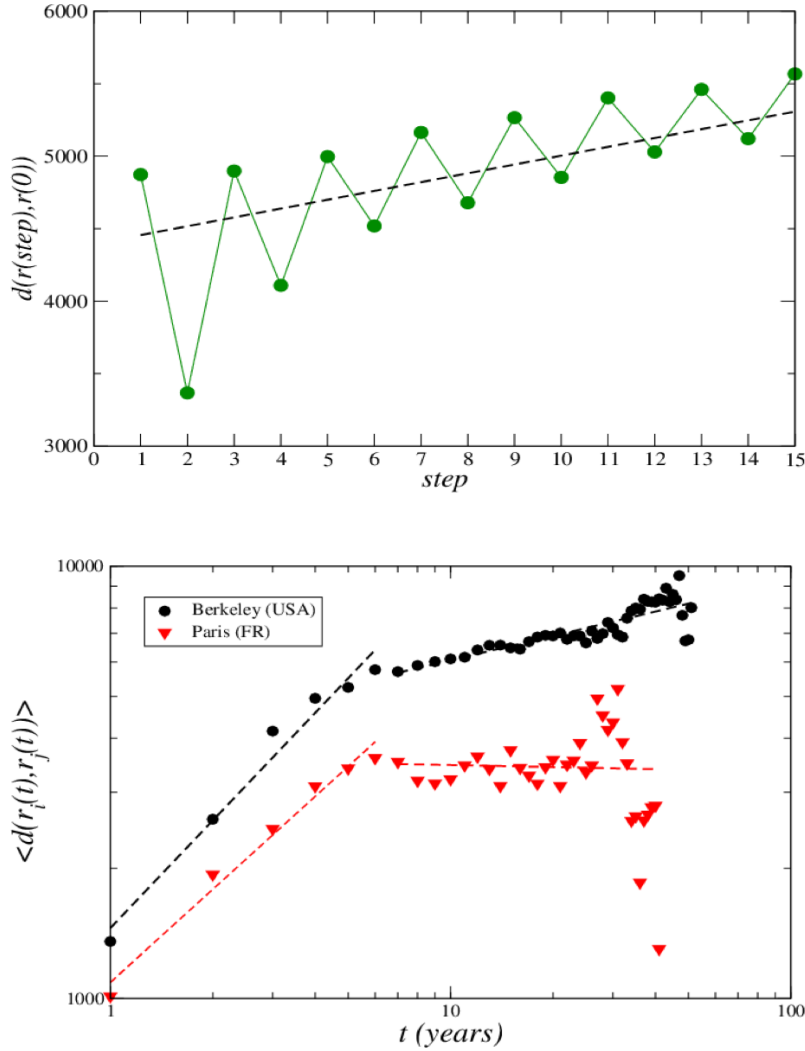 6000
5000
4000
3000
d(r(step),r(0))
0 1 2 3 4 5 6 7 8 9 10 11 12 13 14 15
step
10000
1000
<d(r_i(t),r_j(t))>
Berkeley (USA)
Paris (FR)
1 10 100
t (years)